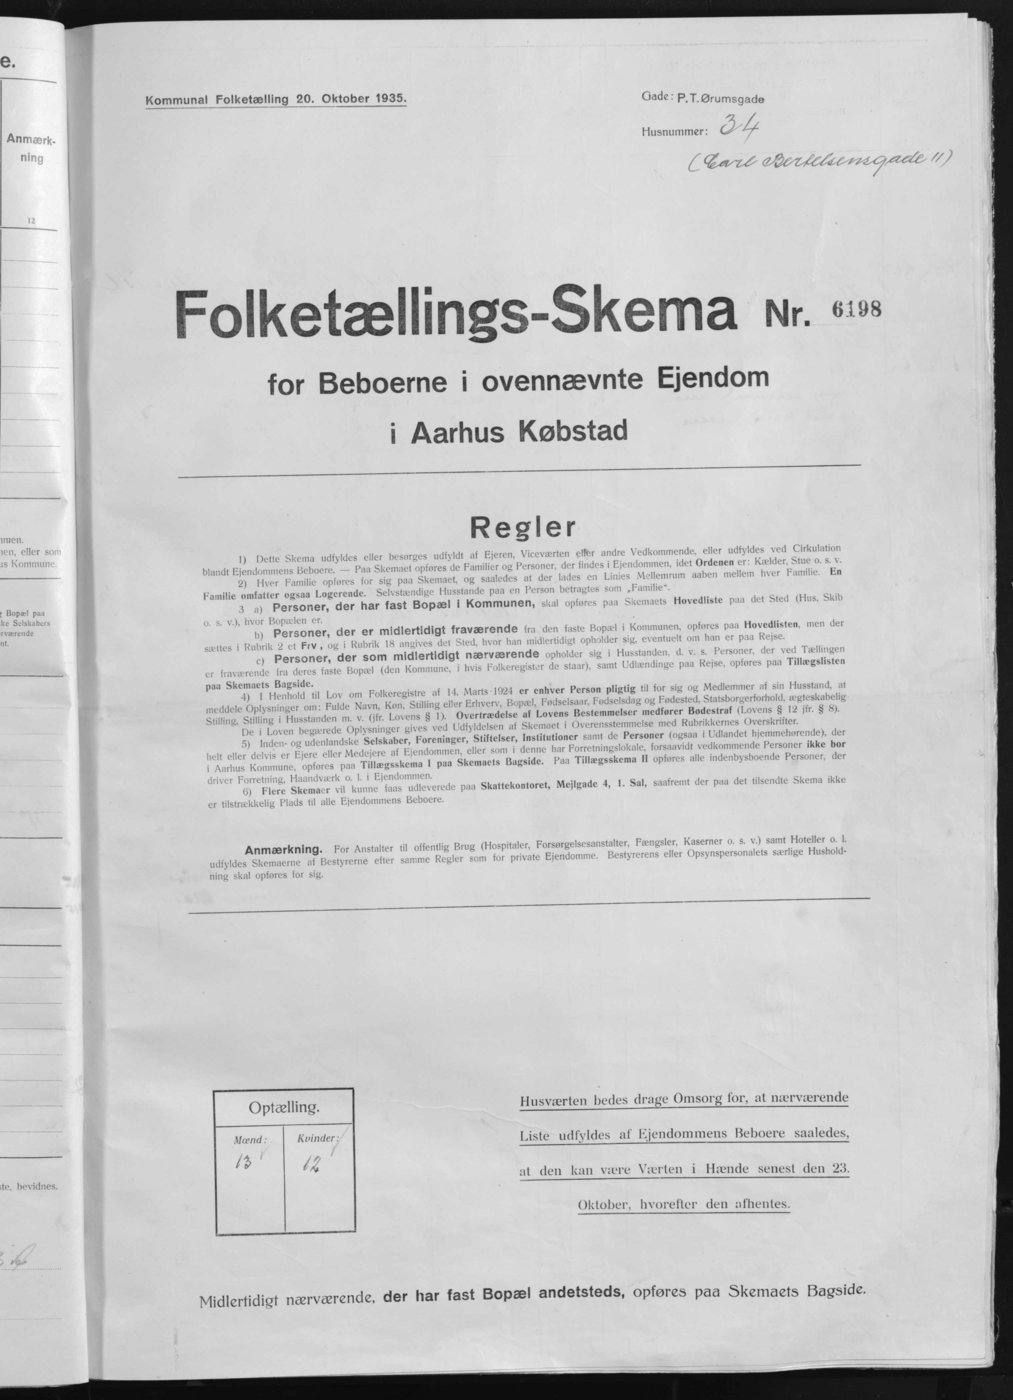 e.
Anmærk-
ning
12
mmen.
en, eller som
us Kommune.
g Bopæl paa
ke Selskabers
rværende
nt.
te, bevidnes.
Kommunal Folketælling 20. Oktober 1935.
Gade: P.T.Ørumsgade
Husnummer: 34
(Carl Bertelsensgade 11)
Folketællings-Skema Nr. 6198
for Beboerne i ovennævnte Ejendom
i Aarhus Købstad
Regler
1) Dette Skema udfyldes eller besørges udfyldt af Ejeren, Viceværten eller andre Vedkommende, eller udfyldes ved Cirkulation
blandt Ejendommens Beboere. — Paa Skemaet opføres de Familier og Personer, der findes i Ejendommen, idet Ordenen er: Kælder, Stue o. s. v.
2) Hver Familie opføres for sig paa Skemaet, og saaledes at der lades en Linies Mellemrum aaben mellem hver Familie. En
Familie omfatter ogsaa Logerende. Selvstændige Husstande paa en Person betragtes som „Familie“.
3 a) Personer, der har fast Bopæl i Kommunen, skal opføres paa Skemaets Hovedliste paa det Sted (Hus, Skib
o. s. v.), hvor Bopælen er.
b) Personer, der er midlertidigt fraværende fra den faste Bopæl i Kommunen, opføres paa Hovedlisten, men der
sættes i Rubrik 2 et Frv, og i Rubrik 18 angives det Sted, hvor han midlertidigt opholder sig, eventuelt om han er paa Rejse.
c) Personer, der som midlertidigt nærværende opholder sig i Husstanden, d. v. s. Personer, der ved Tællingen
er fraværende fra deres faste Bopæl (den Kommune, i hvis Folkeregister de staar), samt Udlændinge paa Rejse, opføres paa Tillægslisten
paa Skemaets Bagside.
4) I Henhold til Lov om Folkeregistre af 14. Marts 1924 er enhver Person pligtig til for sig og Medlemmer af sin Husstand, at
meddele Oplysninger om: Fulde Navn, Køn, Stilling eller Erhverv, Bopæl, Fødselsaar, Fødselsdag og Fødested, Statsborgerforhold, ægteskabelig
Stilling, Stilling i Husstanden m. v. (jfr. Lovens § 1). Overtrædelse af Lovens Bestemmelser medfører Bødestraf (Lovens § 12 jfr. § 8).
De i Loven begærede Oplysninger gives ved Udfyldelsen af Skemaet i Overensstemmelse med Rubrikkernes Overskrifter.
5) Inden- og udenlandske Selskaber, Foreninger, Stiftelser, Institutioner samt de Personer (ogsaa i Udlandet hjemmehørende), der
helt eller delvis er Ejere eller Medejere af Ejendommen, eller som i denne har Forretningslokale, forsaavidt vedkommende Personer ikke bor
i Aarhus Kommune, opføres paa Tillægsskema I paa Skemaets Bagside. Paa Tillægsskema II opføres alle indenbysboende Personer, der
driver Forretning, Haandværk o. l. i Ejendommen.
6) Flere Skemaer vil kunne faas udleverede paa Skattekontoret, Mejlgade 4, 1. Sal, saafremt der paa det tilsendte Skema ikke
er tilstrækkelig Plads til alle Ejendommens Beboere.
Anmærkning. For Anstalter til offentlig Brug (Hospitaler, Forsørgelsesanstalter, Fængsler, Kaserner o. s. v.) samt Hoteller o. l.
udfyldes Skemaerne af Bestyrerne efter samme Regler som for private Ejendomme. Bestyrerens eller Opsynspersonalets særlige Hushold-
ning skal opføres for sig.
Optælling.
Mænd: Kvinder:
13 12
Husværten bedes drage Omsorg for, at nærværende
Liste udfyldes af Ejendommens Beboere saaledes,
at den kan være Værten i Hænde senest den 23.
Oktober, hvorefter den afhentes.
Midlertidigt nærværende, der har fast Bopæl andetsteds, opføres paa Skemaets Bagside.